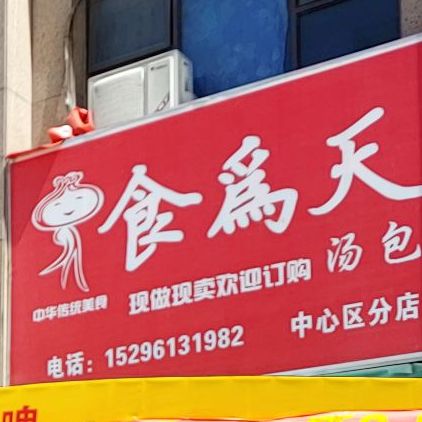 食為天
汤包
中华传统美食
现做现卖欢迎订购
电话：15296131982
中心区分店